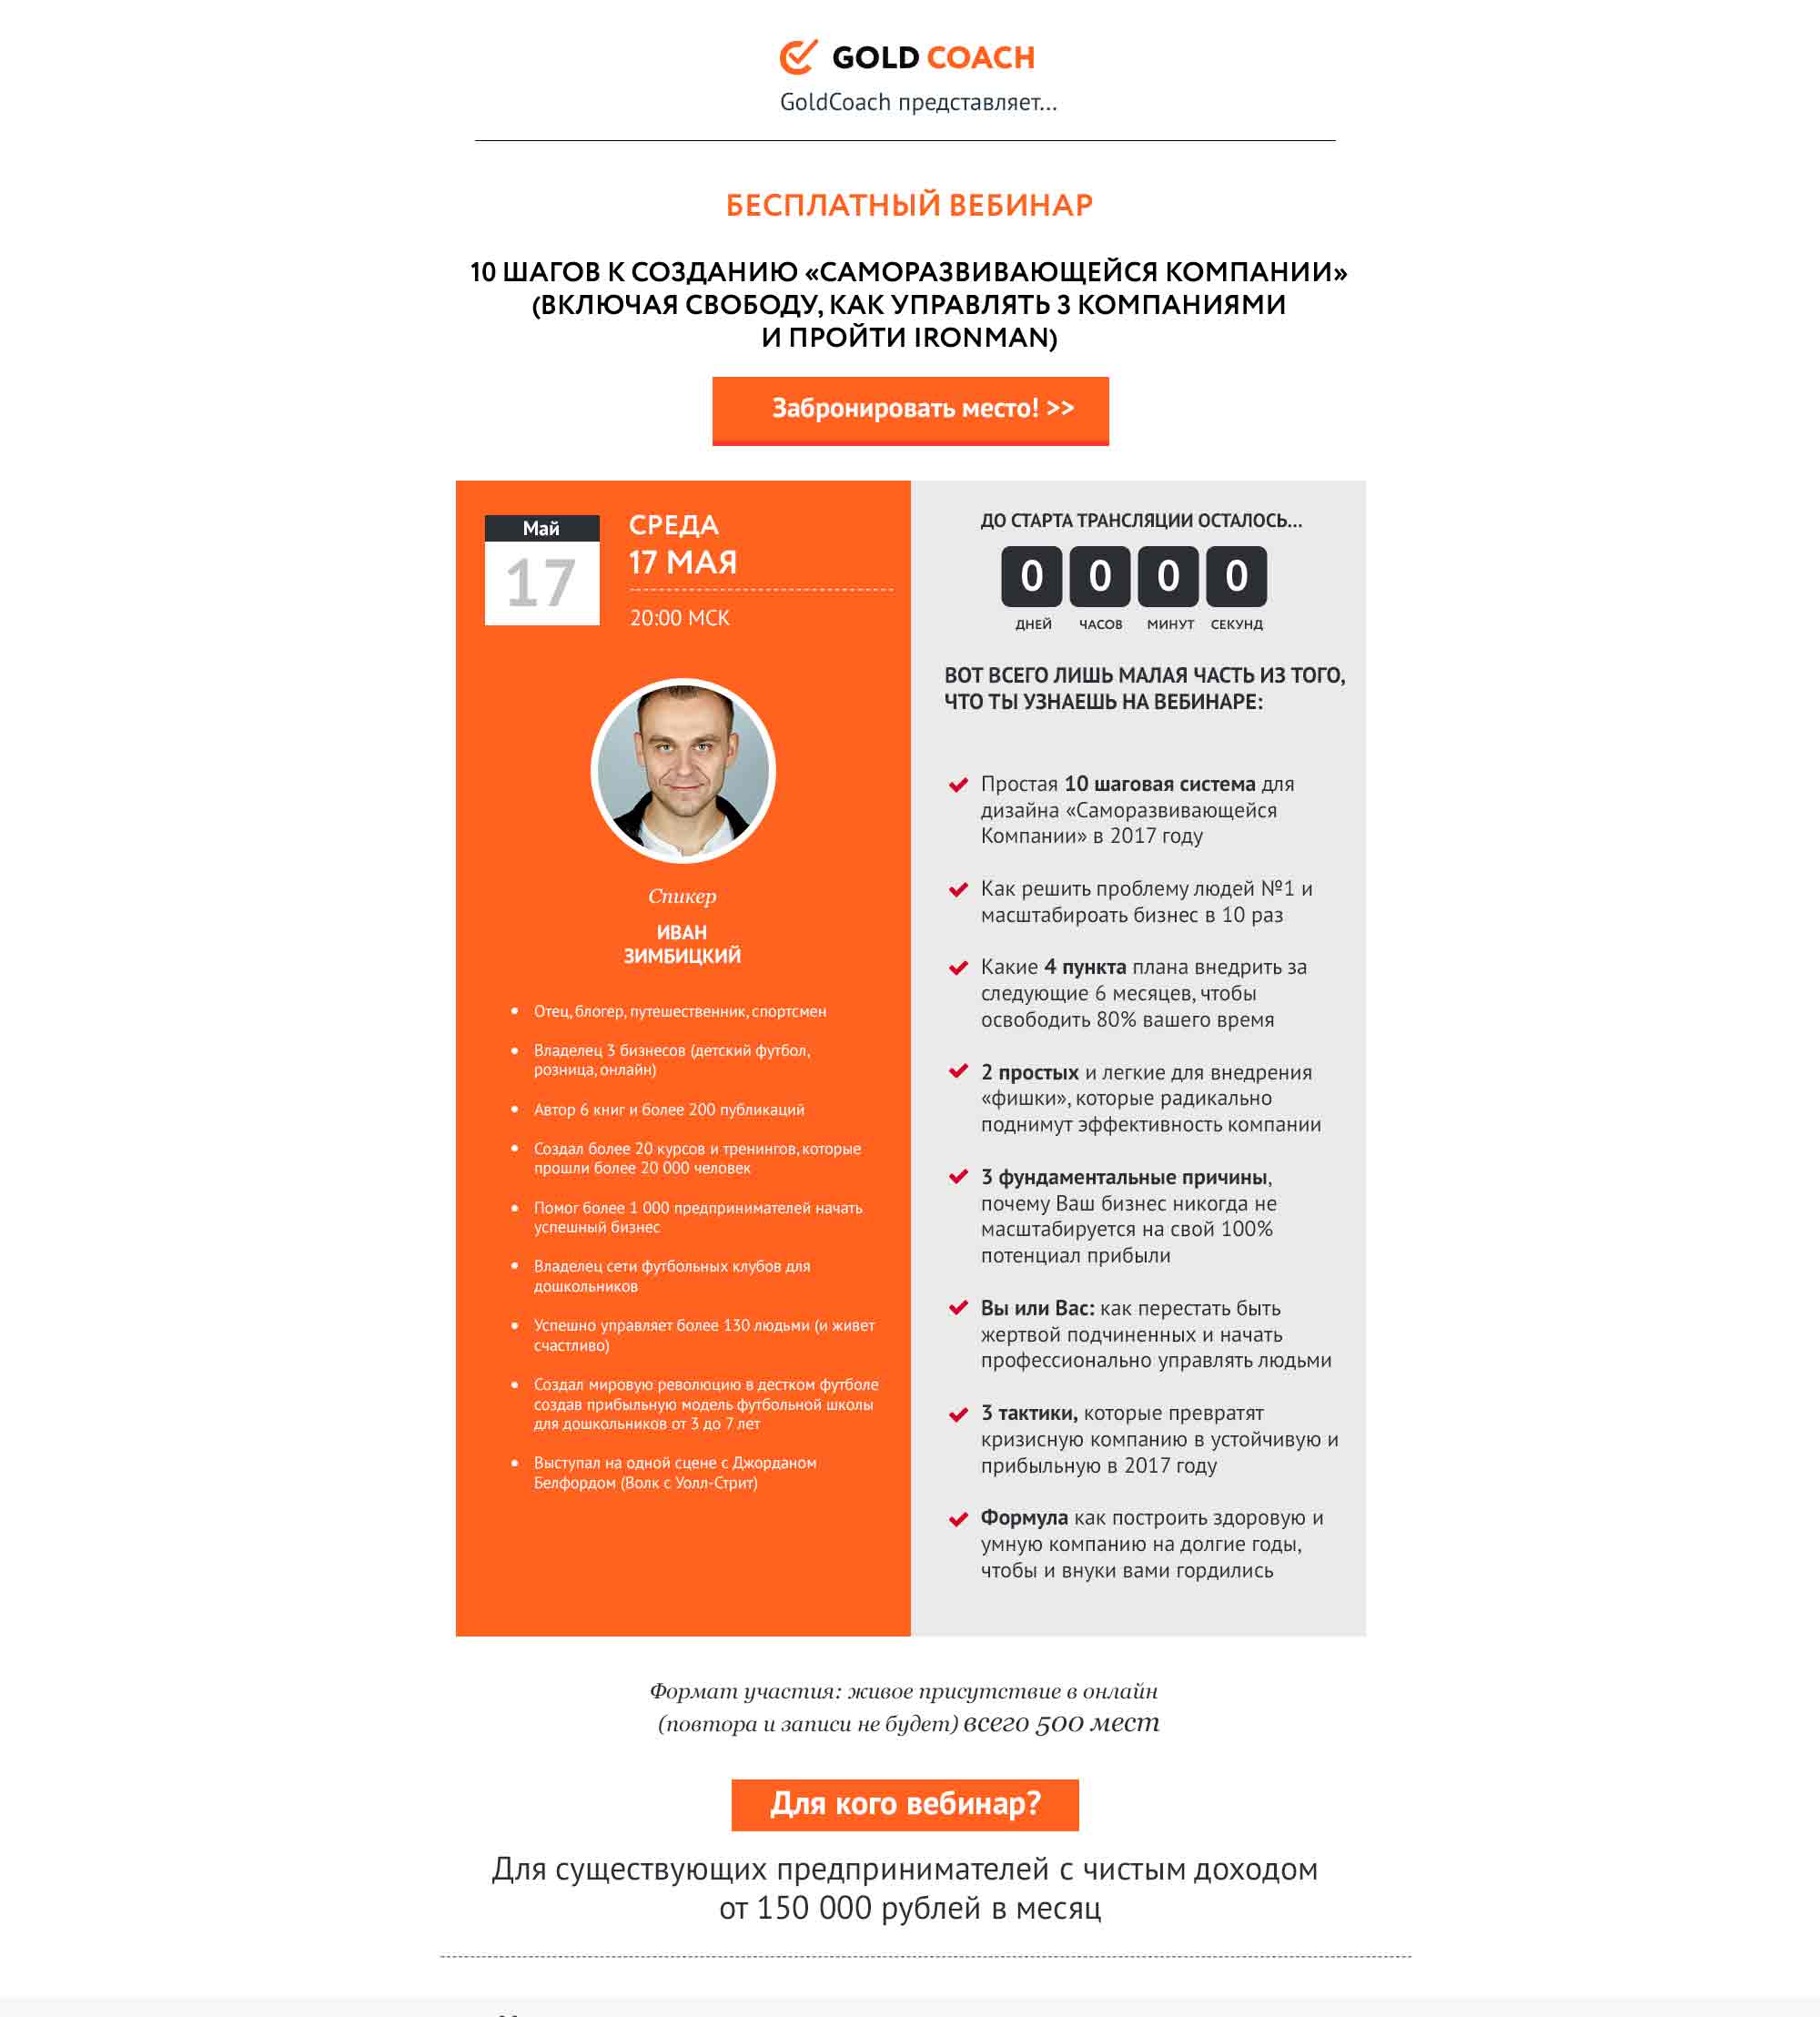 GOLD COACH
GoldCoach представляет...
БЕСПЛАТНЫЙ ВЕБИНАР
10 ШАГОВ К СОЗДАНИЮ «САМОРАЗВИВАЮЩЕЙСЯ КОМПАНИИ»
(ВКЛЮЧАЯ СВОБОДУ, КАК УПРАВЛЯТЬ 3 КОМПАНИЯМИ
И ПРОЙТИ IRONMAN)
Забронировать место! >>
Май
17
СРЕДА
17 МАЯ
20:00 МСК
Спикер
ИВАН
ЗИМБИЦКИЙ
Отец, блогер, путешественник, спортсмен
Владелец 3 бизнесов (детский футбол,
розница, онлайн)
Автор 6 книг и более 200 публикаций
Создал более 20 курсов и тренингов, которые
прошли более 20 000 человек
Помог более 1 000 предпринимателей начать
успешный бизнес
Владелец сети футбольных клубов для
дошкольников
Успешно управляет более 130 людьми (и живет
счастливо)
Создал мировую революцию в дестком футболе
создав прибыльную модель футбольной школы
для дошкольников от 3 до 7 лет
Выступал на одной сцене с Джорданом
Белфордом (Волк с Уолл-Стрит)
ДО СТАРТА ТРАНСЛЯЦИИ ОСТАЛОСЬ...
0 0 0 0
ДНЕЙ ЧАСОВ МИНУТ СЕКУНД
ВОТ ВСЕГО ЛИШЬ МАЛАЯ ЧАСТЬ ИЗ ТОГО,
ЧТО ТЫ УЗНАЕШЬ НА ВЕБИНАРЕ:
Простая 10 шаговая система для
дизайна «Саморазвивающейся
Компании» в 2017 году
Как решить проблему людей №1 и
масштабироать бизнес в 10 раз
Какие 4 пункта плана внедрить за
следующие 6 месяцев, чтобы
освободить 80% вашего время
2 простых и легкие для внедрения
«фишки», которые радикально
поднимут эффективность компании
3 фундаментальные причины,
почему Ваш бизнес никогда не
масштабируется на свой 100%
потенциал прибыли
Вы или Вас: как перестать быть
жертвой подчиненных и начать
профессионально управлять людьми
3 тактики, которые превратят
кризисную компанию в устойчивую и
прибыльную в 2017 году
Формула как построить здоровую и
умную компанию на долгие годы,
чтобы и внуки вами гордились
Формат участия: живое присутствие в онлайн
(повтора и записи не будет) всего 500 мест
Для кого вебинар?
Для существующих предпринимателей с чистым доходом
от 150 000 рублей в месяц